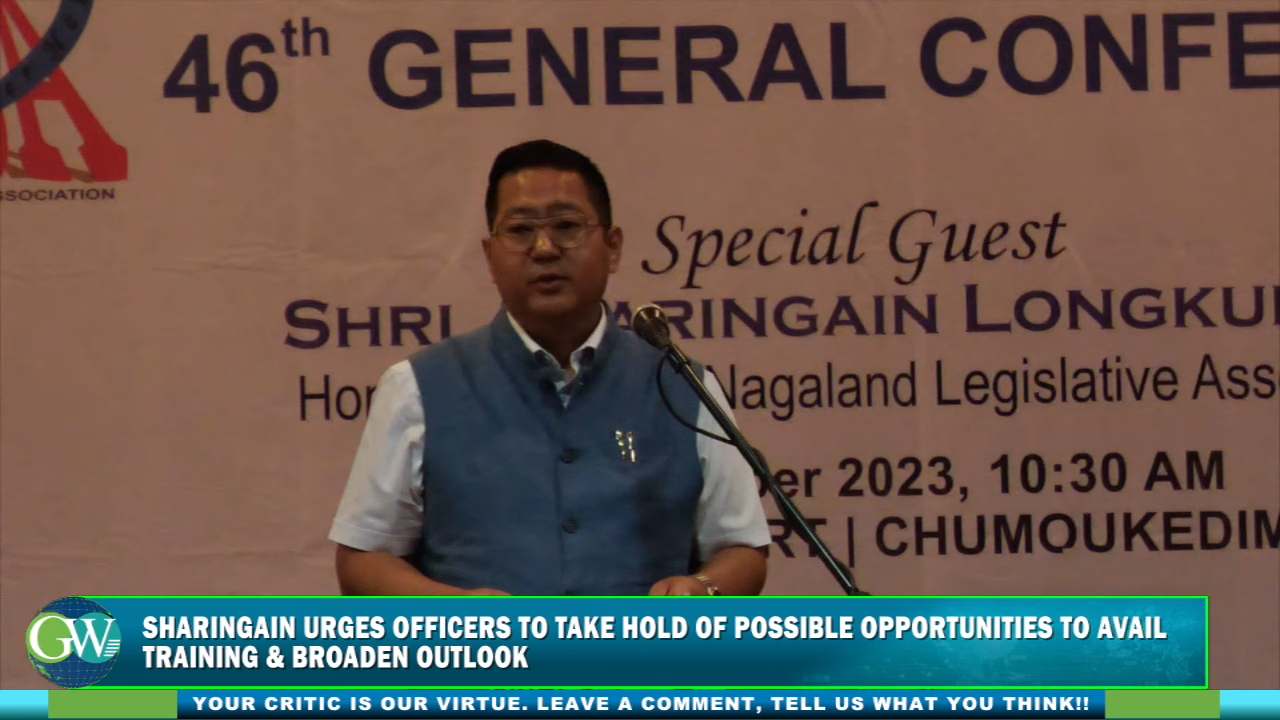 46th GENERAL CONFE
SSOCIATION
Special Guest
SHRI ARINGAIN LONGKU
Hon Nagaland Legislative Ass
ber 2023, 10:30 AM
RT | CHUMOUKEDIM
GW SHARINGAIN URGES OFFICERS TO TAKE HOLD OF POSSIBLE OPPORTUNITIES TO AVAIL
TRAINING & BROADEN OUTLOOK
YOUR CRITIC IS OUR VIRTUE. LEAVE A COMMENT, TELL US WHAT YOU THINK!!